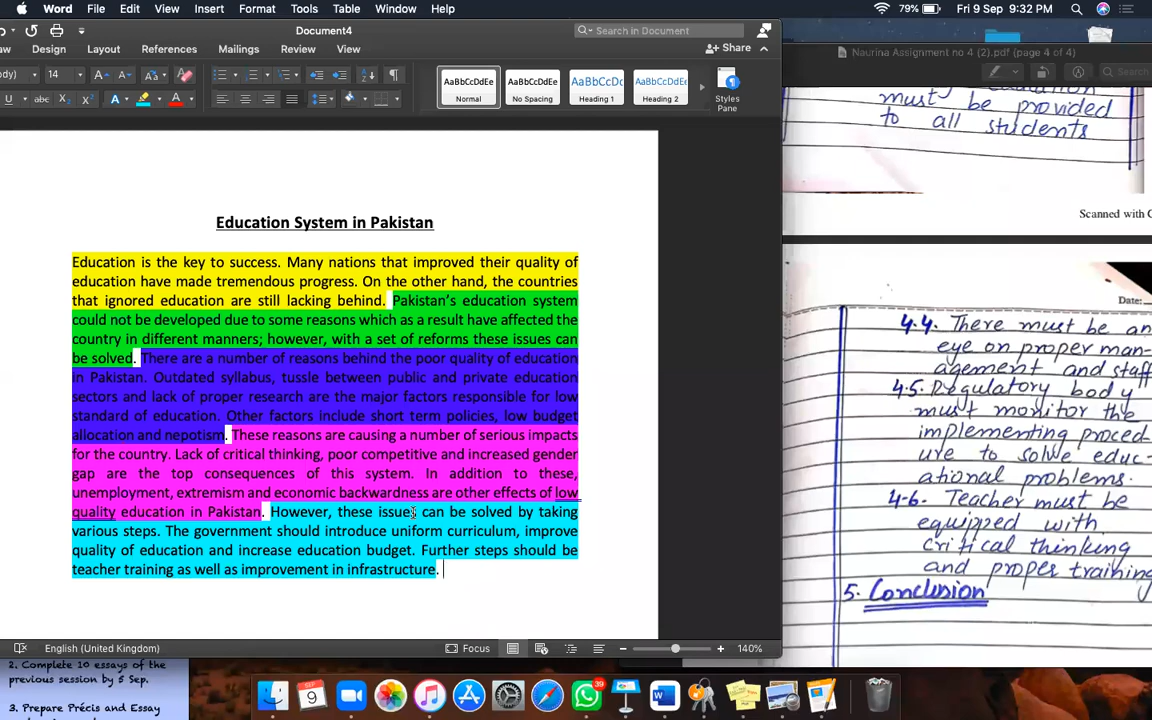 Word File Edit View Insert Format Tools Table Window Help
79% Fri 9 Sep 9:32 PM
Document4
Search in Document
Naurina Assignment no 4 (2).pdf (page 4 of 4)
Design Layout References Mailings Review View
Share
14
Search
AaBbCcDdEe AaBbCcDdEe AaBbCcDc AaBbCcDdEe
Normal No Spacing Heading 1 Heading 2
Styles
Pane
must be provided
to all students
Scanned with C
Education System in Pakistan
Education is the key to success. Many nations that improved their quality of
education have made tremendous progress. On the other hand, the countries
that ignored education are still lacking behind. Pakistan's education system
could not be developed due to some reasons which as a result have affected the
country in different manners; however, with a set of reforms these issues can
be solved. There are a number of reasons behind the poor quality of education
in Pakistan. Outdated syllabus, tussle between public and private education
sectors and lack of proper research are the major factors responsible for low
standard of education. Other factors include short term policies, low budget
allocation and nepotism. These reasons are causing a number of serious impacts
for the country. Lack of critical thinking, poor competitive and increased gender
gap are the top consequences of this system. In addition to these,
unemployment, extremism and economic backwardness are other effects of low
quality education in Pakistan. However, these issues can be solved by taking
various steps. The government should introduce uniform curriculum, improve
quality of education and increase education budget. Further steps should be
teacher training as well as improvement in infrastructure.
Date:
4.4. There must be an
eye on proper man-
agement and staff
4.5. Regulatory body
must monitor the
implementing proced-
ure to solve educ-
ational problems.
4.6. Teacher must be
equipped with
critical thinking
and proper training
5. Conclusion
English (United Kingdom)
Focus
140%
2. Complete 10 essays of the
previous session by 5 Sep.
3. Prepare Précis and Essay
9
39